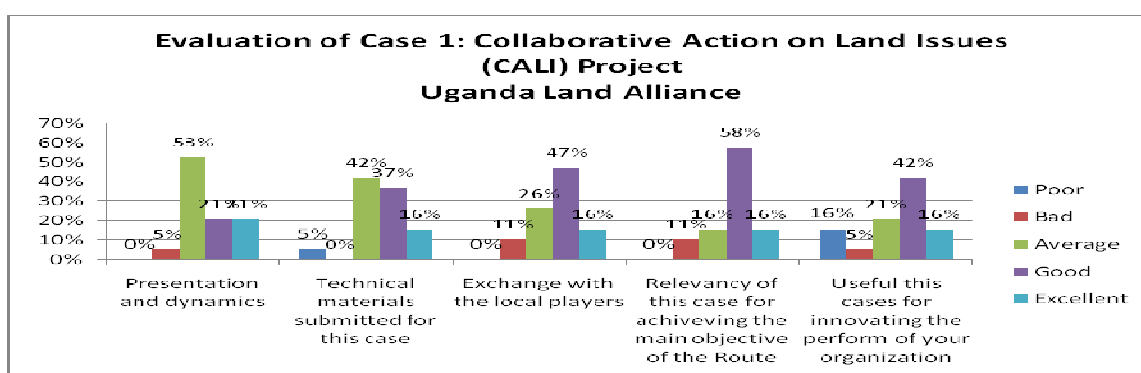 Evaluation of Case 1: Collaborative Action on Land Issues
(CALI) Project
Uganda Land Alliance
70%
60%
50%
40%
30%
20%
10%
0%
0%
5%
53%
21%
21%
5%
0%
42%
37%
16%
0%
11%
26%
47%
16%
0%
11%
16%
58%
16%
16%
5%
21%
42%
16%
Presentation
and dynamics
Technical
materials
submitted for
this case
Exchange with
the local players
Relevancy of
this case for
achiveving the
main objective
of the Route
Useful this
cases for
innovating the
perform of your
organization
Poor
Bad
Average
Good
Excellent